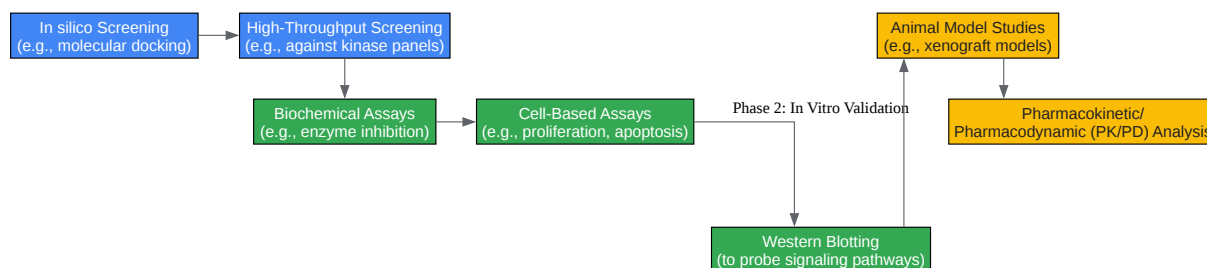 In silico Screening
(e.g., molecular docking)
High-Throughput Screening
(e.g., against kinase panels)
Animal Model Studies
(e.g., xenograft models)
Biochemical Assays
(e.g., enzyme inhibition)
Cell-Based Assays
(e.g., proliferation, apoptosis)
Phase 2: In Vitro Validation
Pharmacokinetic/
Pharmacodynamic (PK/PD) Analysis
Western Blotting
(to probe signaling pathways)